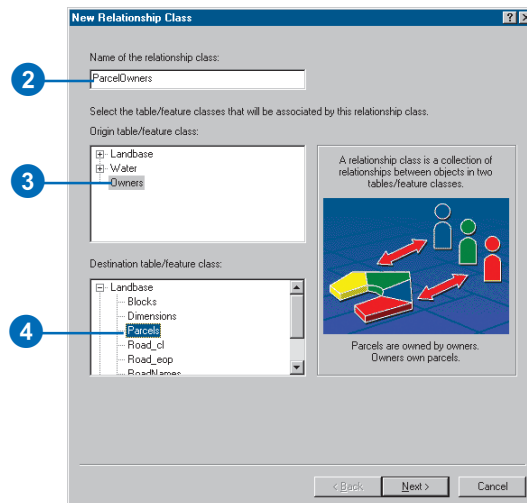 New Relationship Class
Name of the relationship class:
2
ParcelOwners
Select the table/feature classes that will be associated by this relationship class.
Origin table/feature class:
Landbase
Water
3
Owners
A relationship class is a collection of
relationships between objects in two
tables/feature classes.
Destination table/feature class:
Landbase
Blocks
Dimensions
4
Parcels
Road_cl
Road_eop
RoadNames
Parcels are owned by owners.
Owners own parcels.
< Back
Next >
Cancel